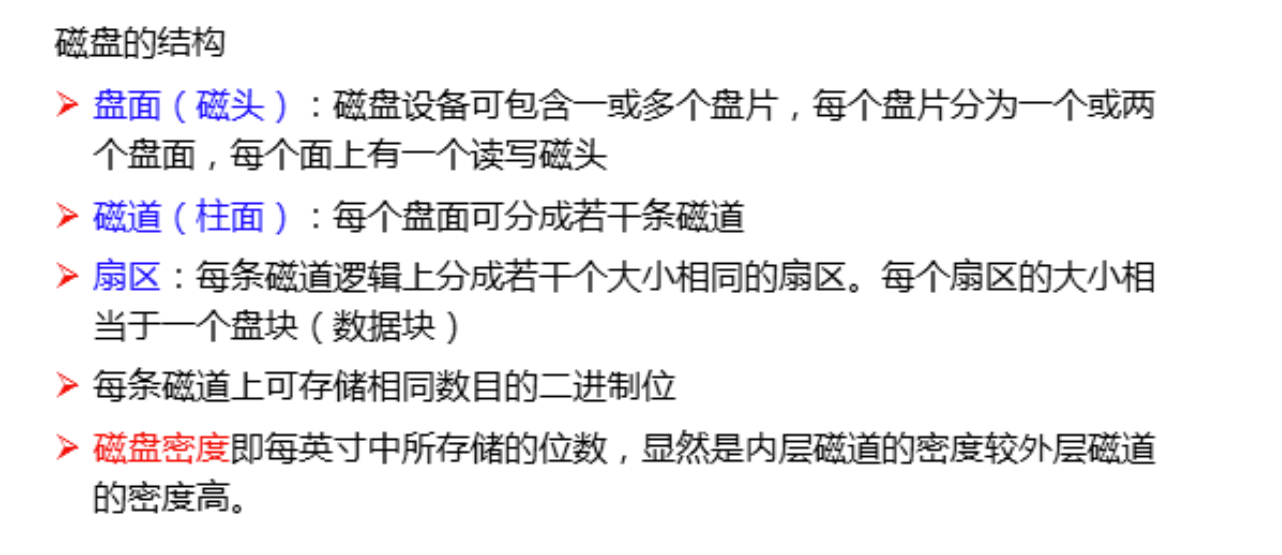 磁盘的结构
➢ 盘面（磁头）：磁盘设备可包含一或多个盘片，每个盘片分为一个或两
个盘面，每个面上有一个读写磁头
➢ 磁道（柱面）：每个盘面可分成若干条磁道
➢ 扇区：每条磁道逻辑上分成若干个大小相同的扇区。每个扇区的大小相
当于一个盘块（数据块）
➢ 每条磁道上可存储相同数目的二进制位
➢ 磁盘密度即每英寸中所存储的位数，显然是内层磁道的密度较外层磁道
的密度高。